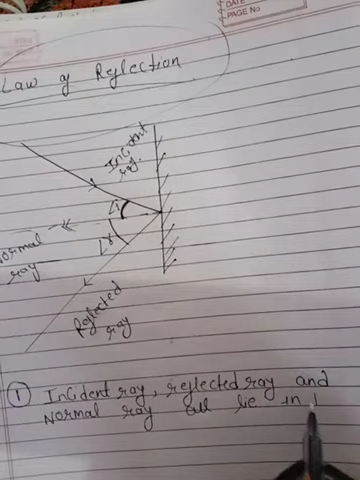 DATE
PAGE No
Law of Reflection
Incident
ray.
∠i
∠r
Normal
ray
Reflected
ray
① Incident ray, reflected ray and
Normal ray all lie in